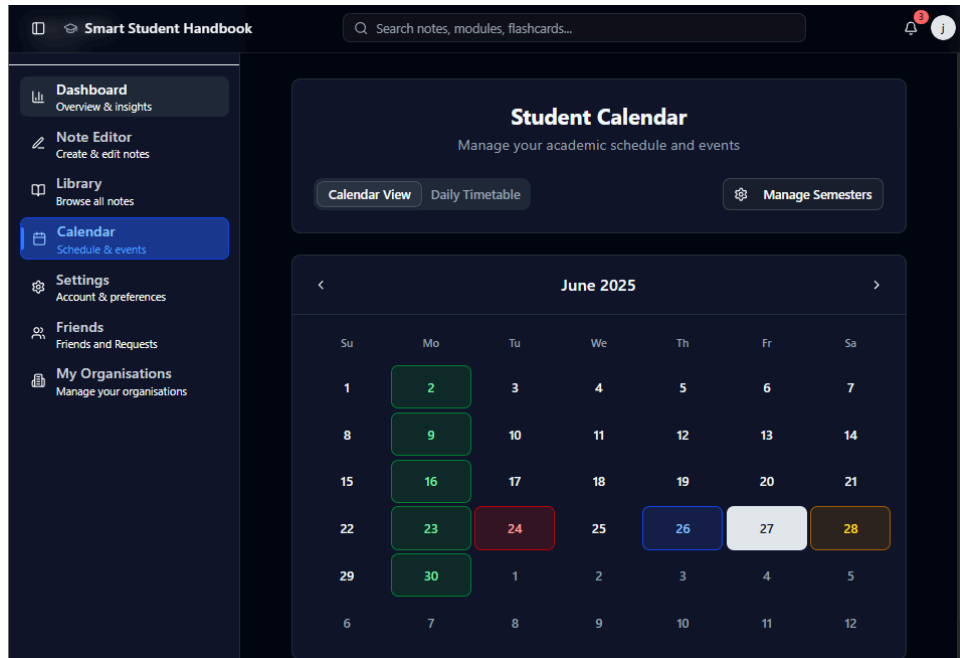 Smart Student Handbook
Search notes, modules, flashcards...
3
j
Dashboard
Overview & insights
Note Editor
Create & edit notes
Library
Browse all notes
Calendar
Schedule & events
Settings
Account & preferences
Friends
Friends and Requests
My Organisations
Manage your organisations
Student Calendar
Manage your academic schedule and events
Calendar View Daily Timetable Manage Semesters
June 2025
Su Mo Tu We Th Fr Sa
1 2 3 4 5 6 7
8 9 10 11 12 13 14
15 16 17 18 19 20 21
22 23 24 25 26 27 28
29 30 1 2 3 4 5
6 7 8 9 10 11 12